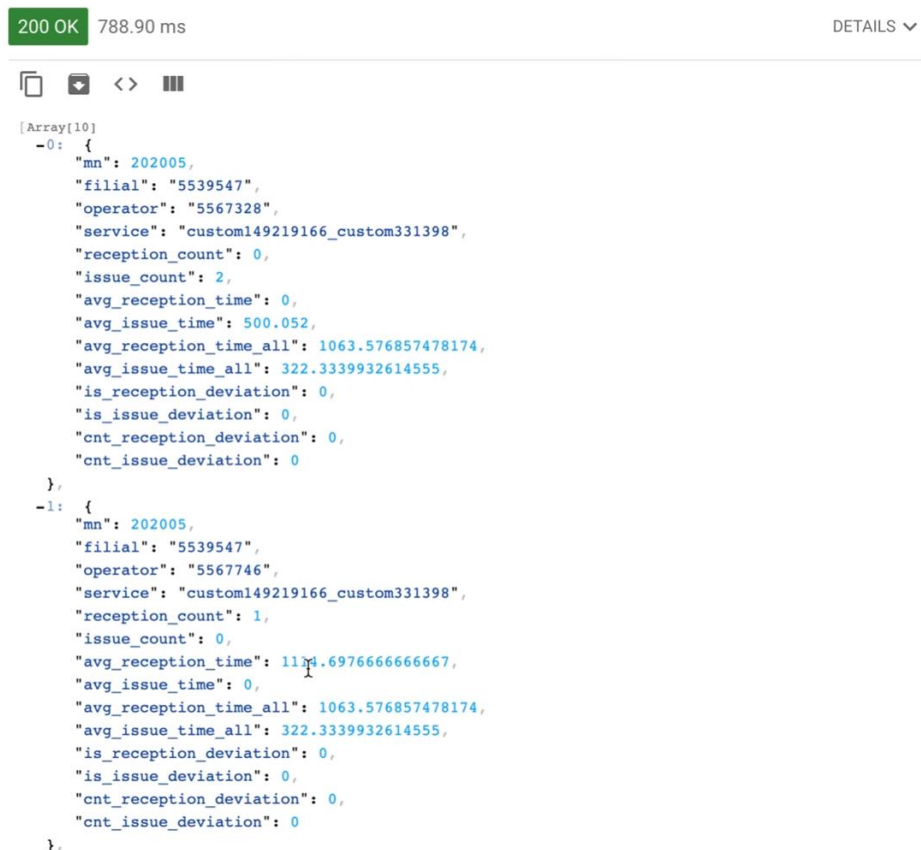 200 OK 788.90 ms DETAILS
[Array[10]
-0: {
"mn": 202005,
"filial": "5539547",
"operator": "5567328",
"service": "custom149219166_custom331398",
"reception_count": 0,
"issue_count": 2,
"avg_reception_time": 0,
"avg_issue_time": 500.052,
"avg_reception_time_all": 1063.576857478174,
"avg_issue_time_all": 322.3339932614555,
"is_reception_deviation": 0,
"is_issue_deviation": 0,
"cnt_reception_deviation": 0,
"cnt_issue_deviation": 0
},
-1: {
"mn": 202005,
"filial": "5539547",
"operator": "5567746",
"service": "custom149219166_custom331398",
"reception_count": 1,
"issue_count": 0,
"avg_reception_time": 1114.6976666666667,
"avg_issue_time": 0,
"avg_reception_time_all": 1063.576857478174,
"avg_issue_time_all": 322.3339932614555,
"is_reception_deviation": 0,
"is_issue_deviation": 0,
"cnt_reception_deviation": 0,
"cnt_issue_deviation": 0
},